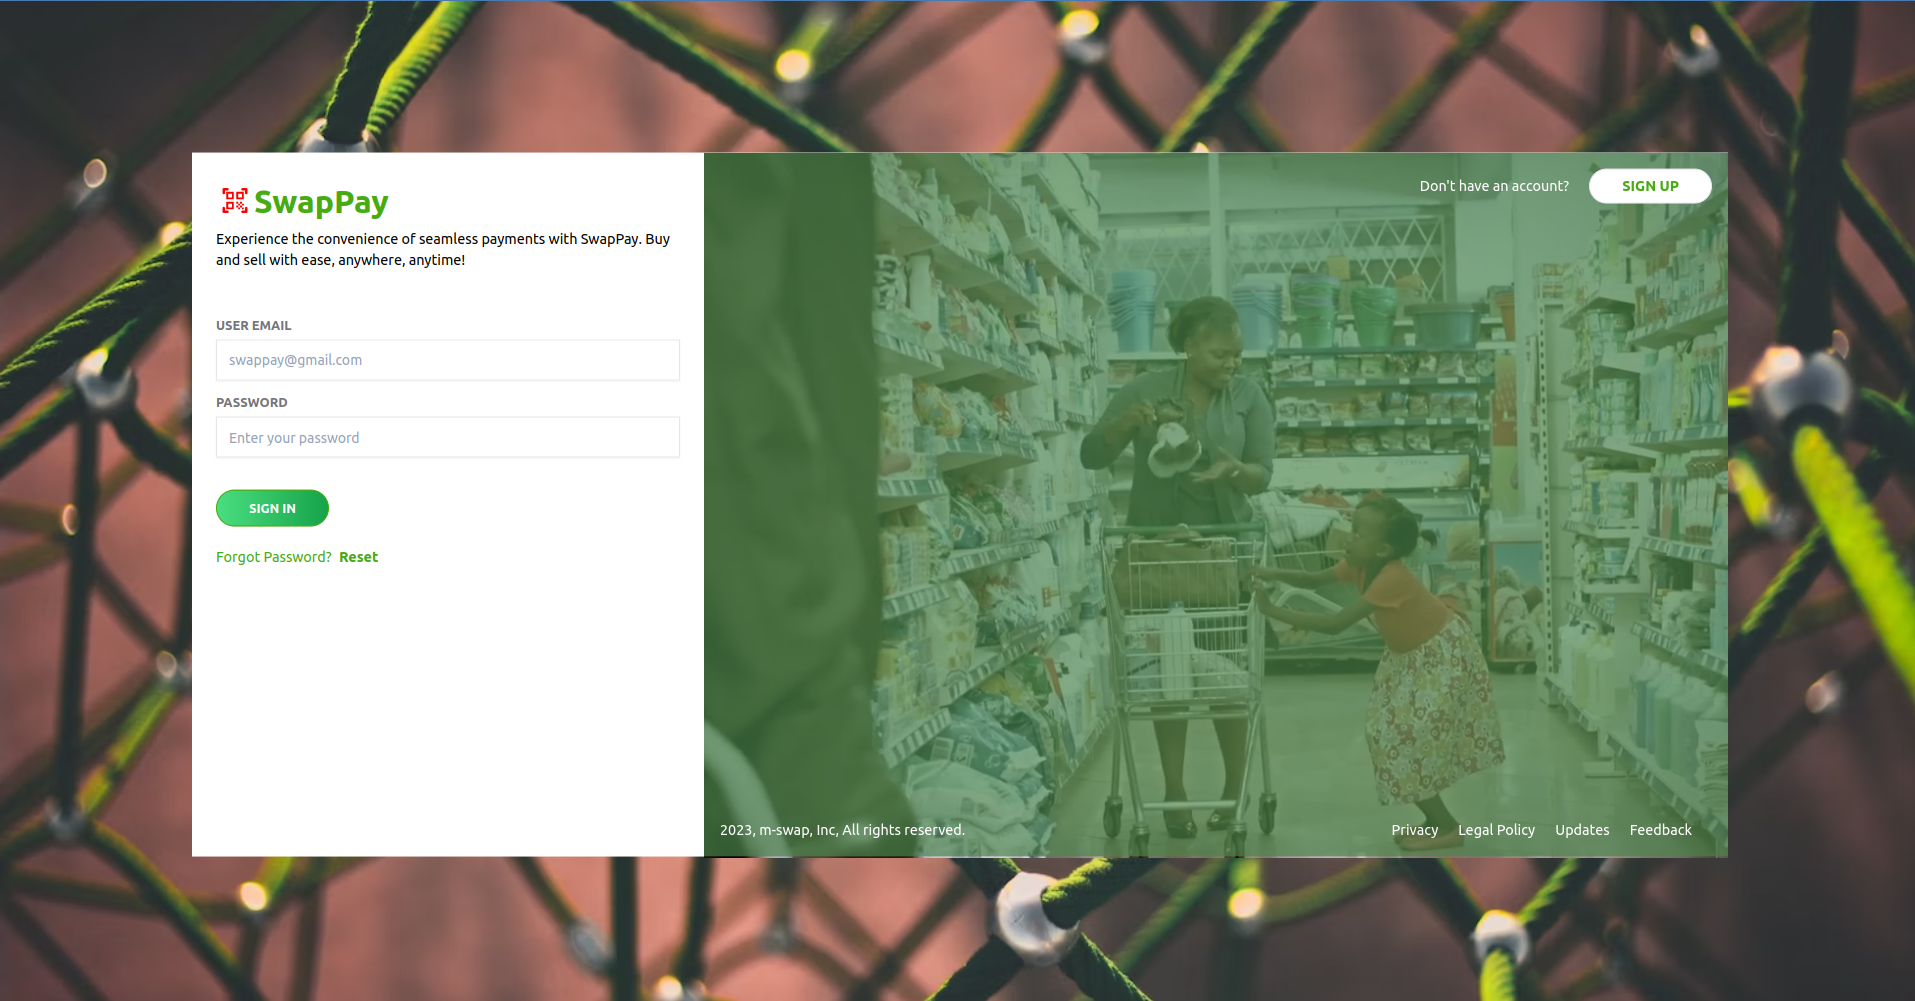 SwapPay
Experience the convenience of seamless payments with SwapPay. Buy
and sell with ease, anywhere, anytime!
USER EMAIL
swappay@gmail.com
PASSWORD
Enter your password
SIGN IN
Forgot Password? Reset
Don't have an account? SIGN UP
2023, m-swap, Inc, All rights reserved.
Privacy Legal Policy Updates Feedback